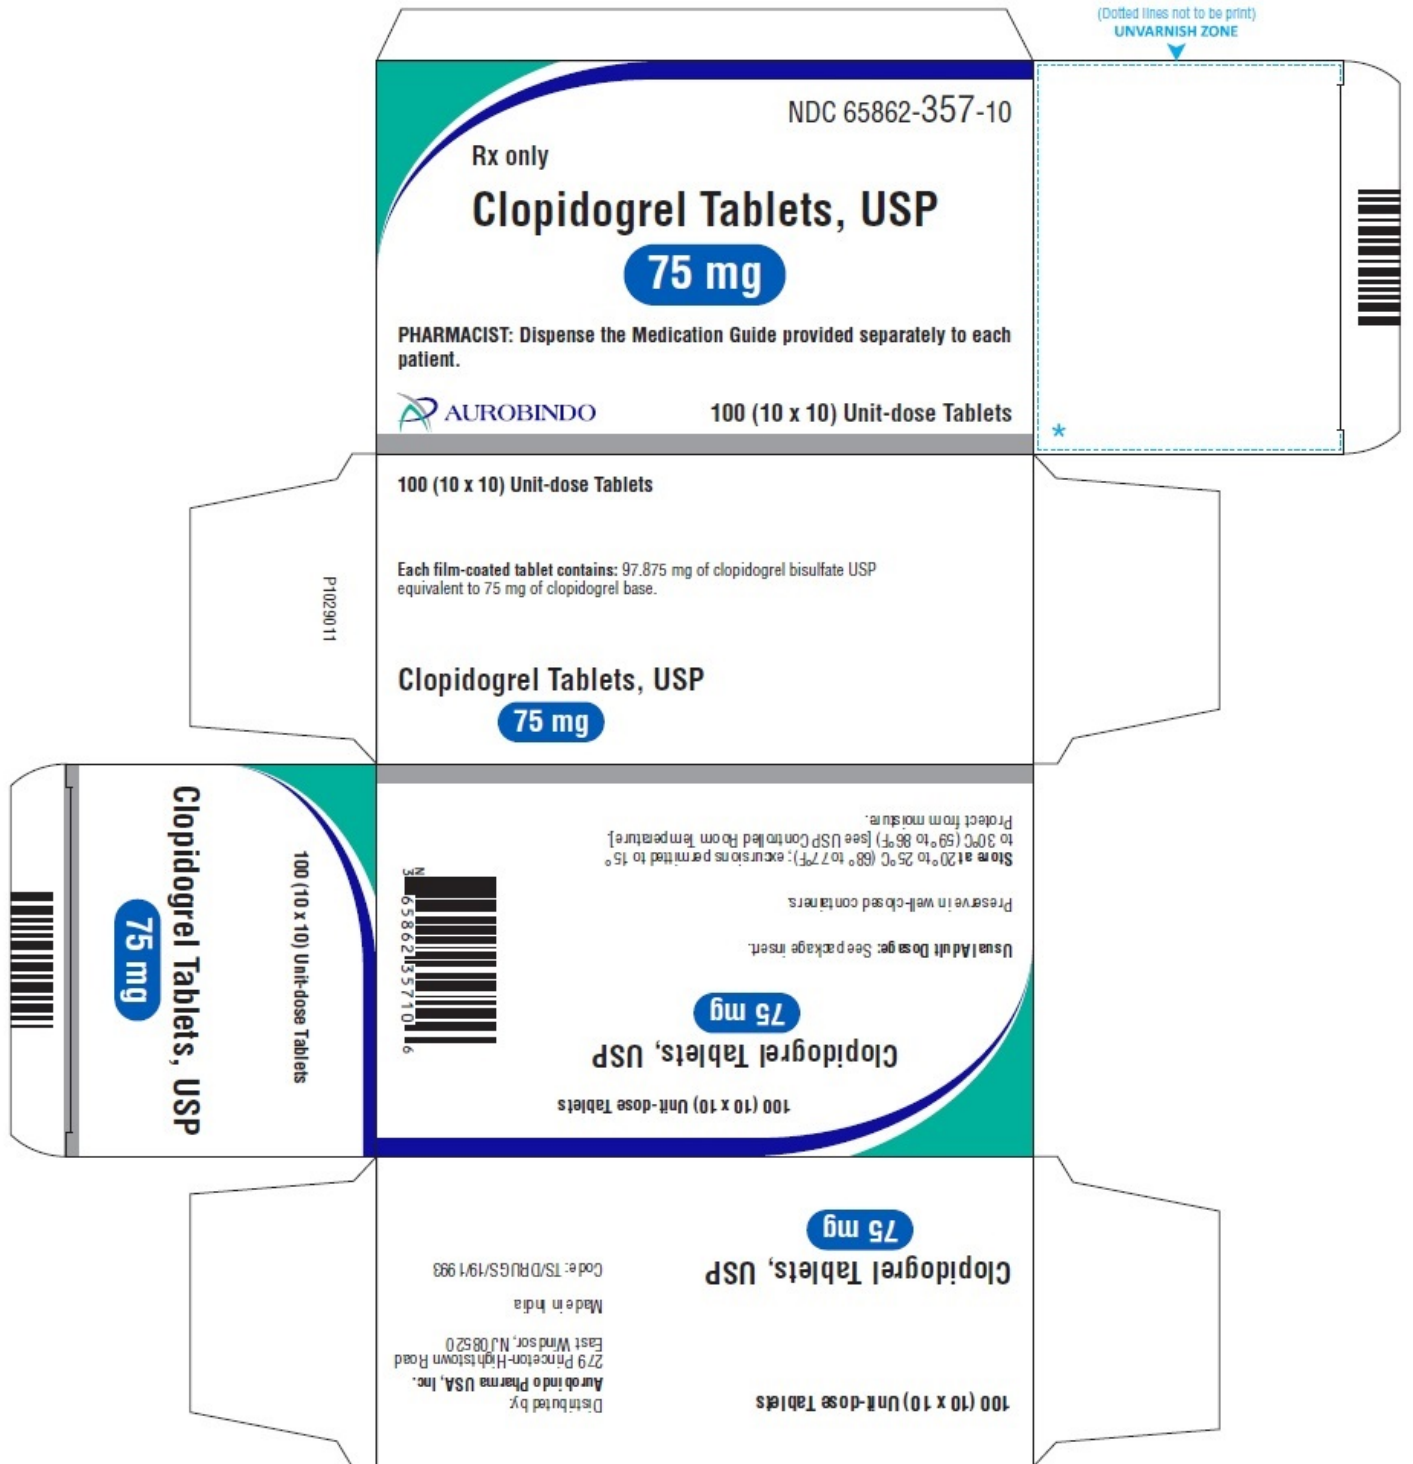 (Dotted lines not to be print)
UNVARNISH ZONE
NDC 65862-357-10
Rx only
Clopidogrel Tablets, USP
75 mg
PHARMACIST: Dispense the Medication Guide provided separately to each
patient.
AUROBINDO
100 (10 x 10) Unit-dose Tablets
*
100 (10 x 10) Unit-dose Tablets
Each film-coated tablet contains: 97.875 mg of clopidogrel bisulfate USP
equivalent to 75 mg of clopidogrel base.
P1029011
Clopidogrel Tablets, USP
75 mg
Clopidogrel Tablets, USP
75 mg
100 (10 x 10) Unit-dose Tablets
100 (10 x 10) Unit-dose Tablets
Clopidogrel Tablets, USP
75 mg
Usual Adult Dosage: See package insert.
Preserve in well-closed containers.
Store at 20° to 25°C (68° to 77°F); excursions permitted to 15°
to 30°C (59° to 86°F) [see USP Controlled Room Temperature].
Protect from moisture.
N
3 65862 35710 6
100 (10 x 10) Unit-dose Tablets
Clopidogrel Tablets, USP
75 mg
Distributed by:
Aurobindo Pharma USA, Inc.
279 Princeton-Hightstown Road
East Windsor, NJ 08520
Made in India
Code: TS/DRUGS/19/1993